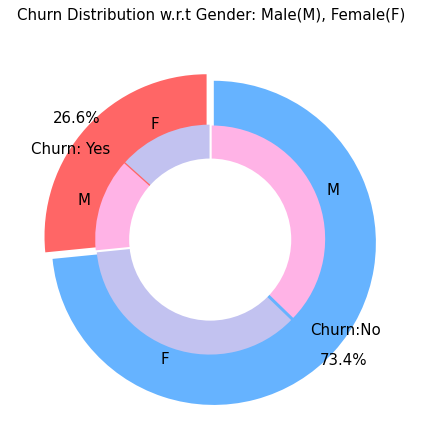 Churn Distribution w.r.t Gender: Male(M), Female(F)
26.6%
F
Churn: Yes
M
M
Churn:No
F
73.4%